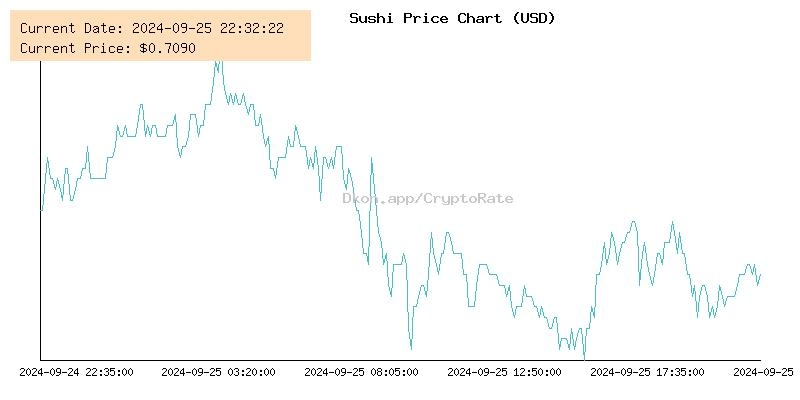 Sushi Price Chart (USD)
Current Date: 2024-09-25 22:32:22
Current Price: $0.7090
Dkon.app/CryptoRate
2024-09-24 22:35:00 2024-09-25 03:20:00 2024-09-25 08:05:00 2024-09-25 12:50:00 2024-09-25 17:35:00 2024-09-25